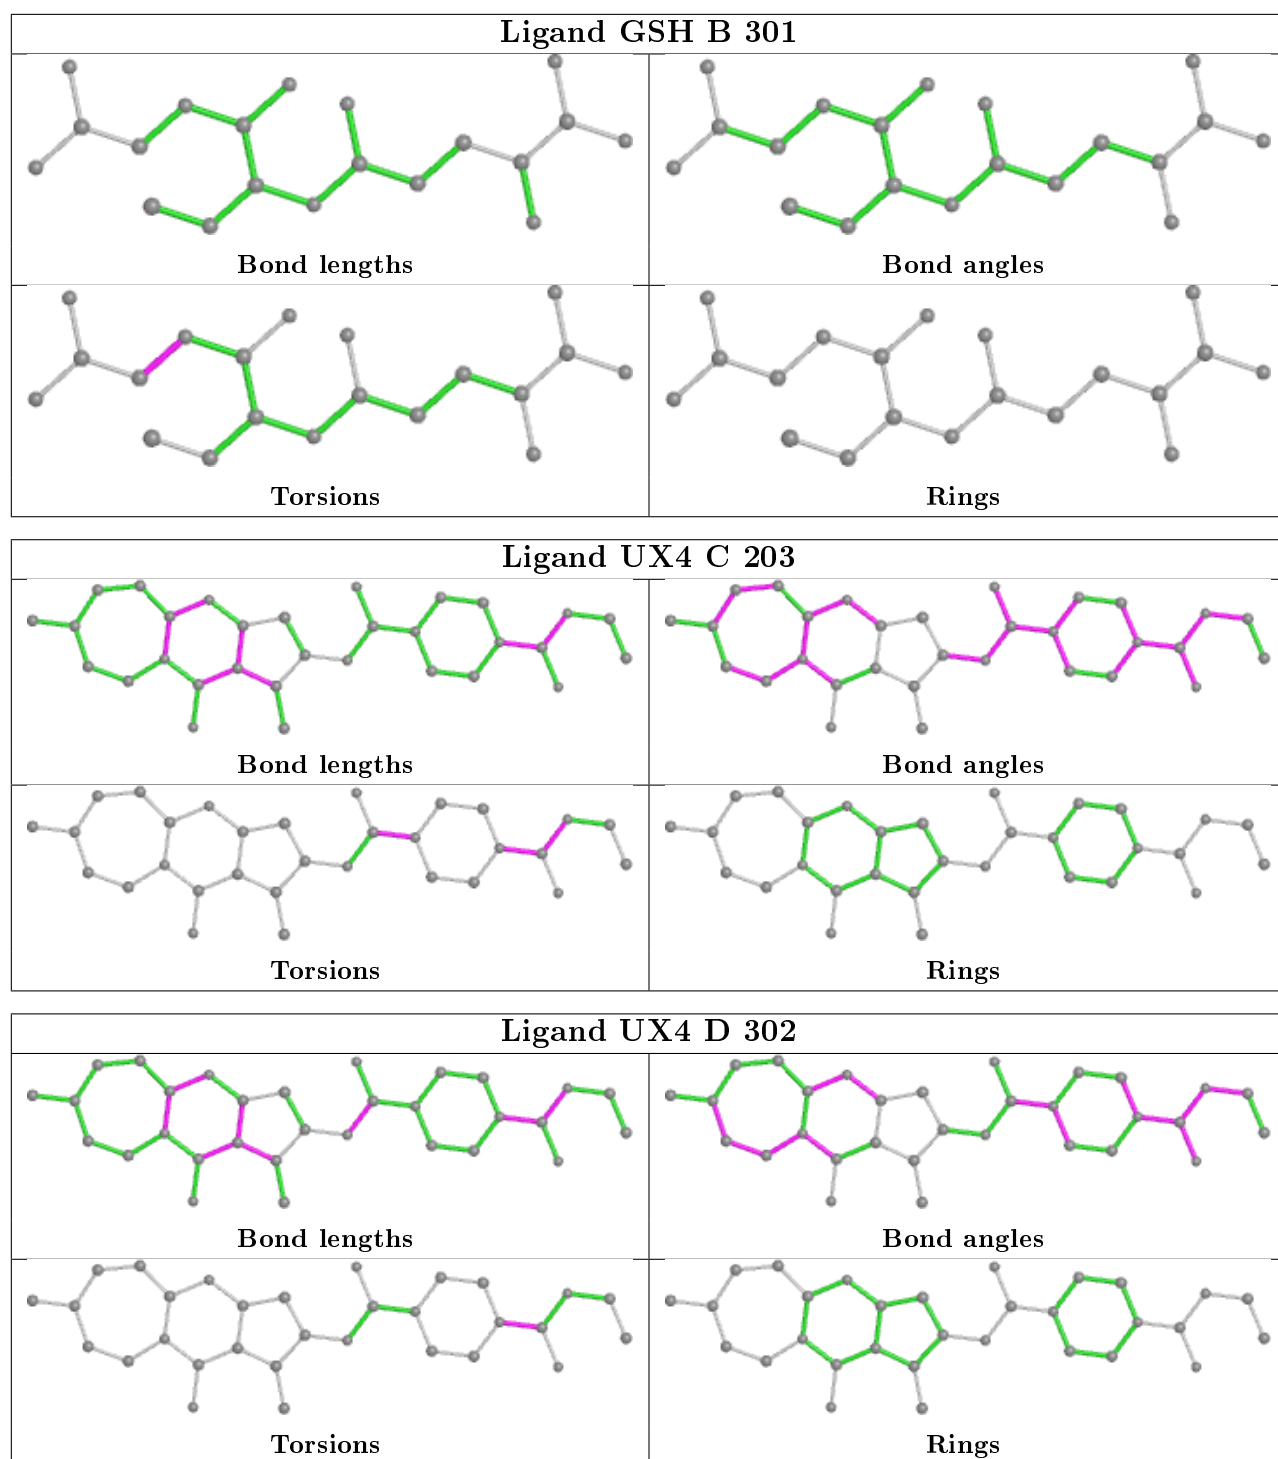 Ligand GSH B 301
Bond lengths
Bond angles
Torsions
Rings
Ligand UX4 C 203
Bond lengths
Bond angles
Torsions
Rings
Ligand UX4 D 302
Bond lengths
Bond angles
Torsions
Rings